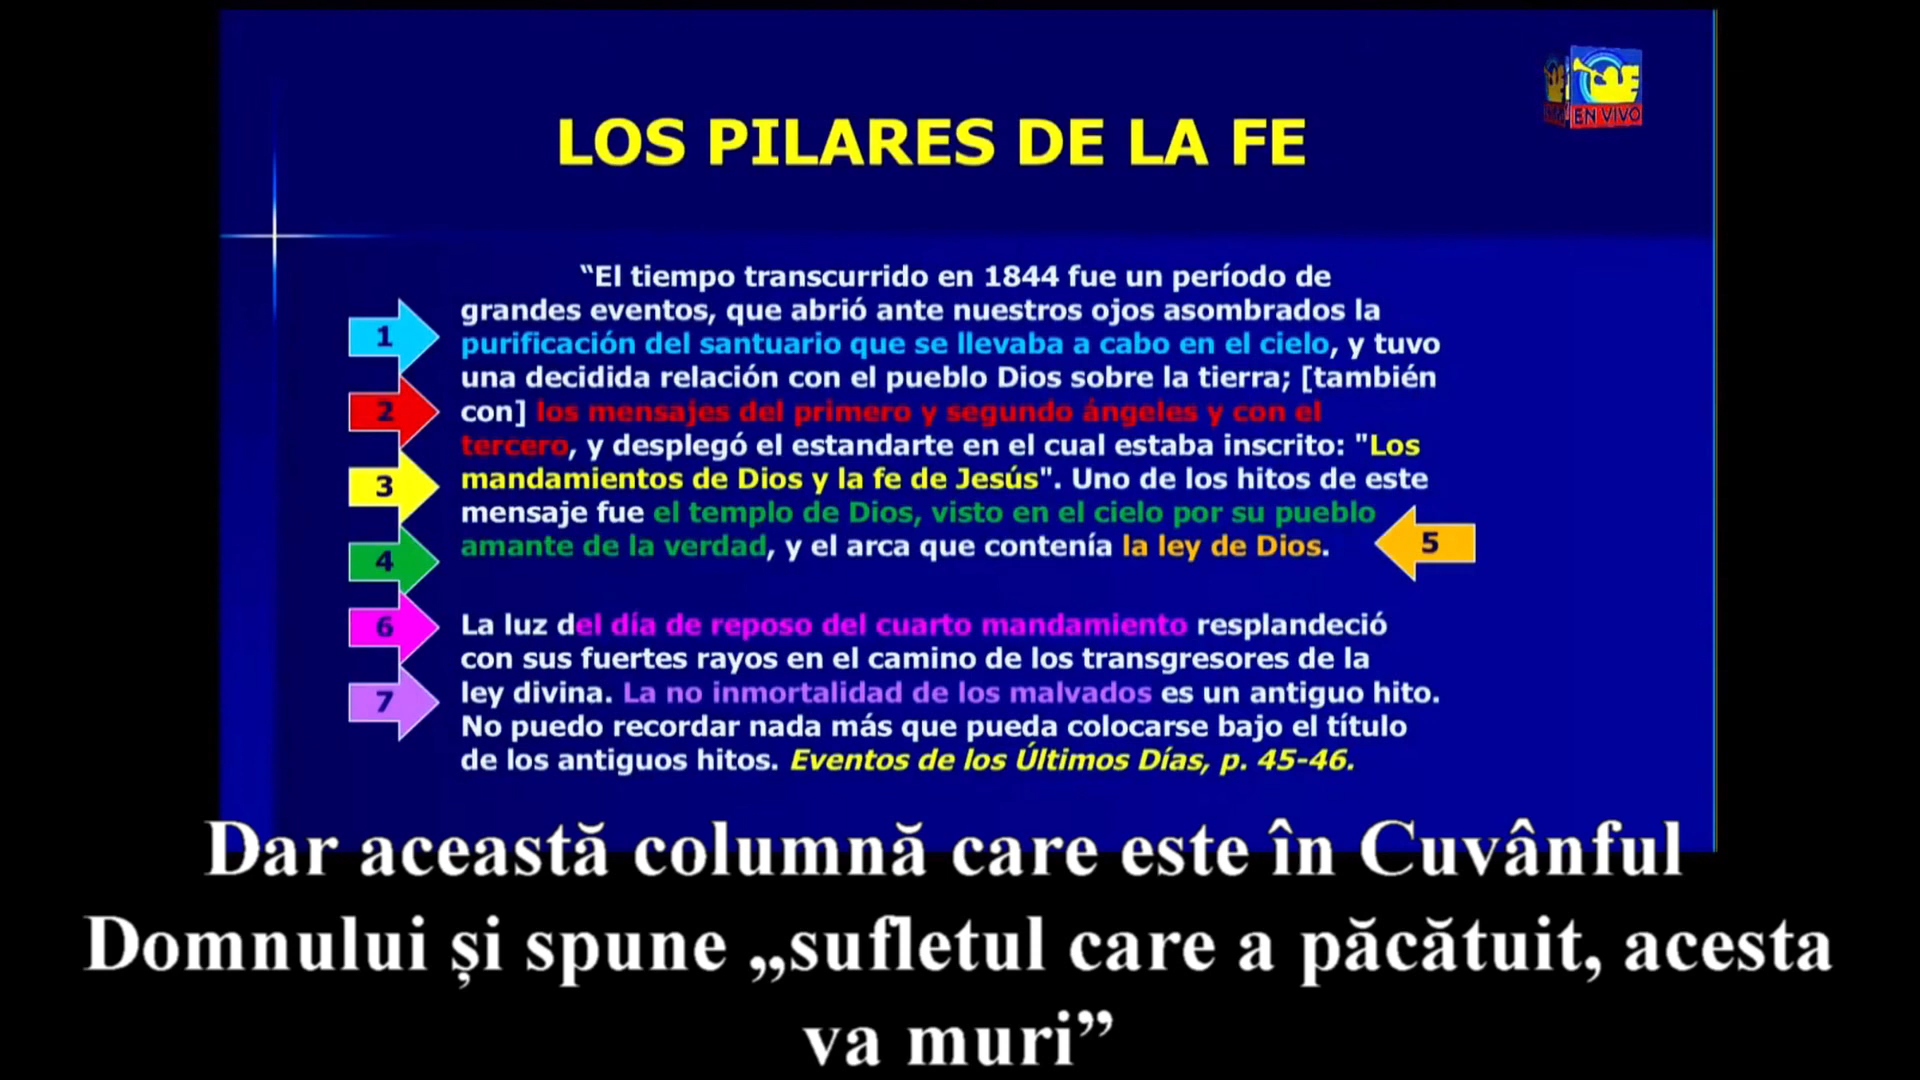 EN VIVO
LOS PILARES DE LA FE
“El tiempo transcurrido en 1844 fue un período de
grandes eventos, que abrió ante nuestros ojos asombrados la
1
purificación del santuario que se llevaba a cabo en el cielo, y tuvo
una decidida relación con el pueblo Dios sobre la tierra; [también
2
con] los mensajes del primero y segundo ángeles y con el
tercero, y desplegó el estandarte en el cual estaba inscrito: "Los
3
mandamientos de Dios y la fe de Jesús". Uno de los hitos de este
mensaje fue el templo de Dios, visto en el cielo por su pueblo
4
amante de la verdad, y el arca que contenía la ley de Dios.
5
6
La luz del día de reposo del cuarto mandamiento resplandeció
con sus fuertes rayos en el camino de los transgresores de la
7
ley divina. La no inmortalidad de los malvados es un antiguo hito.
No puedo recordar nada más que pueda colocarse bajo el título
de los antiguos hitos. Eventos de los Últimos Días, p. 45-46.
Dar această columnă care este în Cuvânful
Domnului și spune „sufletul care a păcătuit, acesta
va muri”